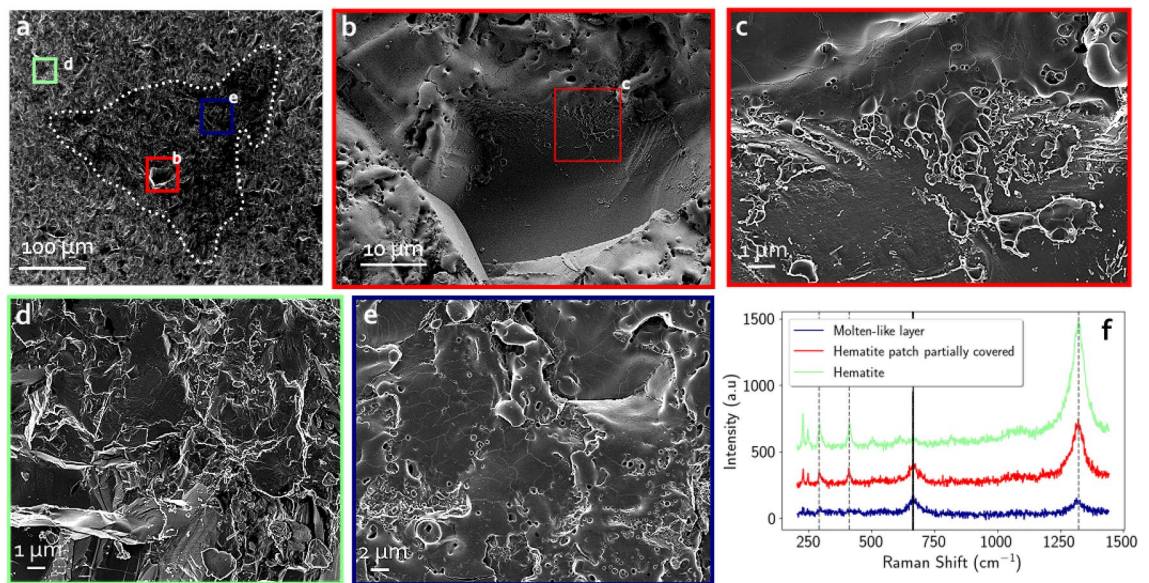 a
d
e
b
100 μm
b
c
10 μm
c
1 μm
d
1 μm
e
2 μm
f
Molten-like layer
Hematite patch partially covered
Hematite
1500
1000
500
0
Intensity (a.u)
250 500 750 1000 1250 1500
Raman Shift (cm⁻¹)